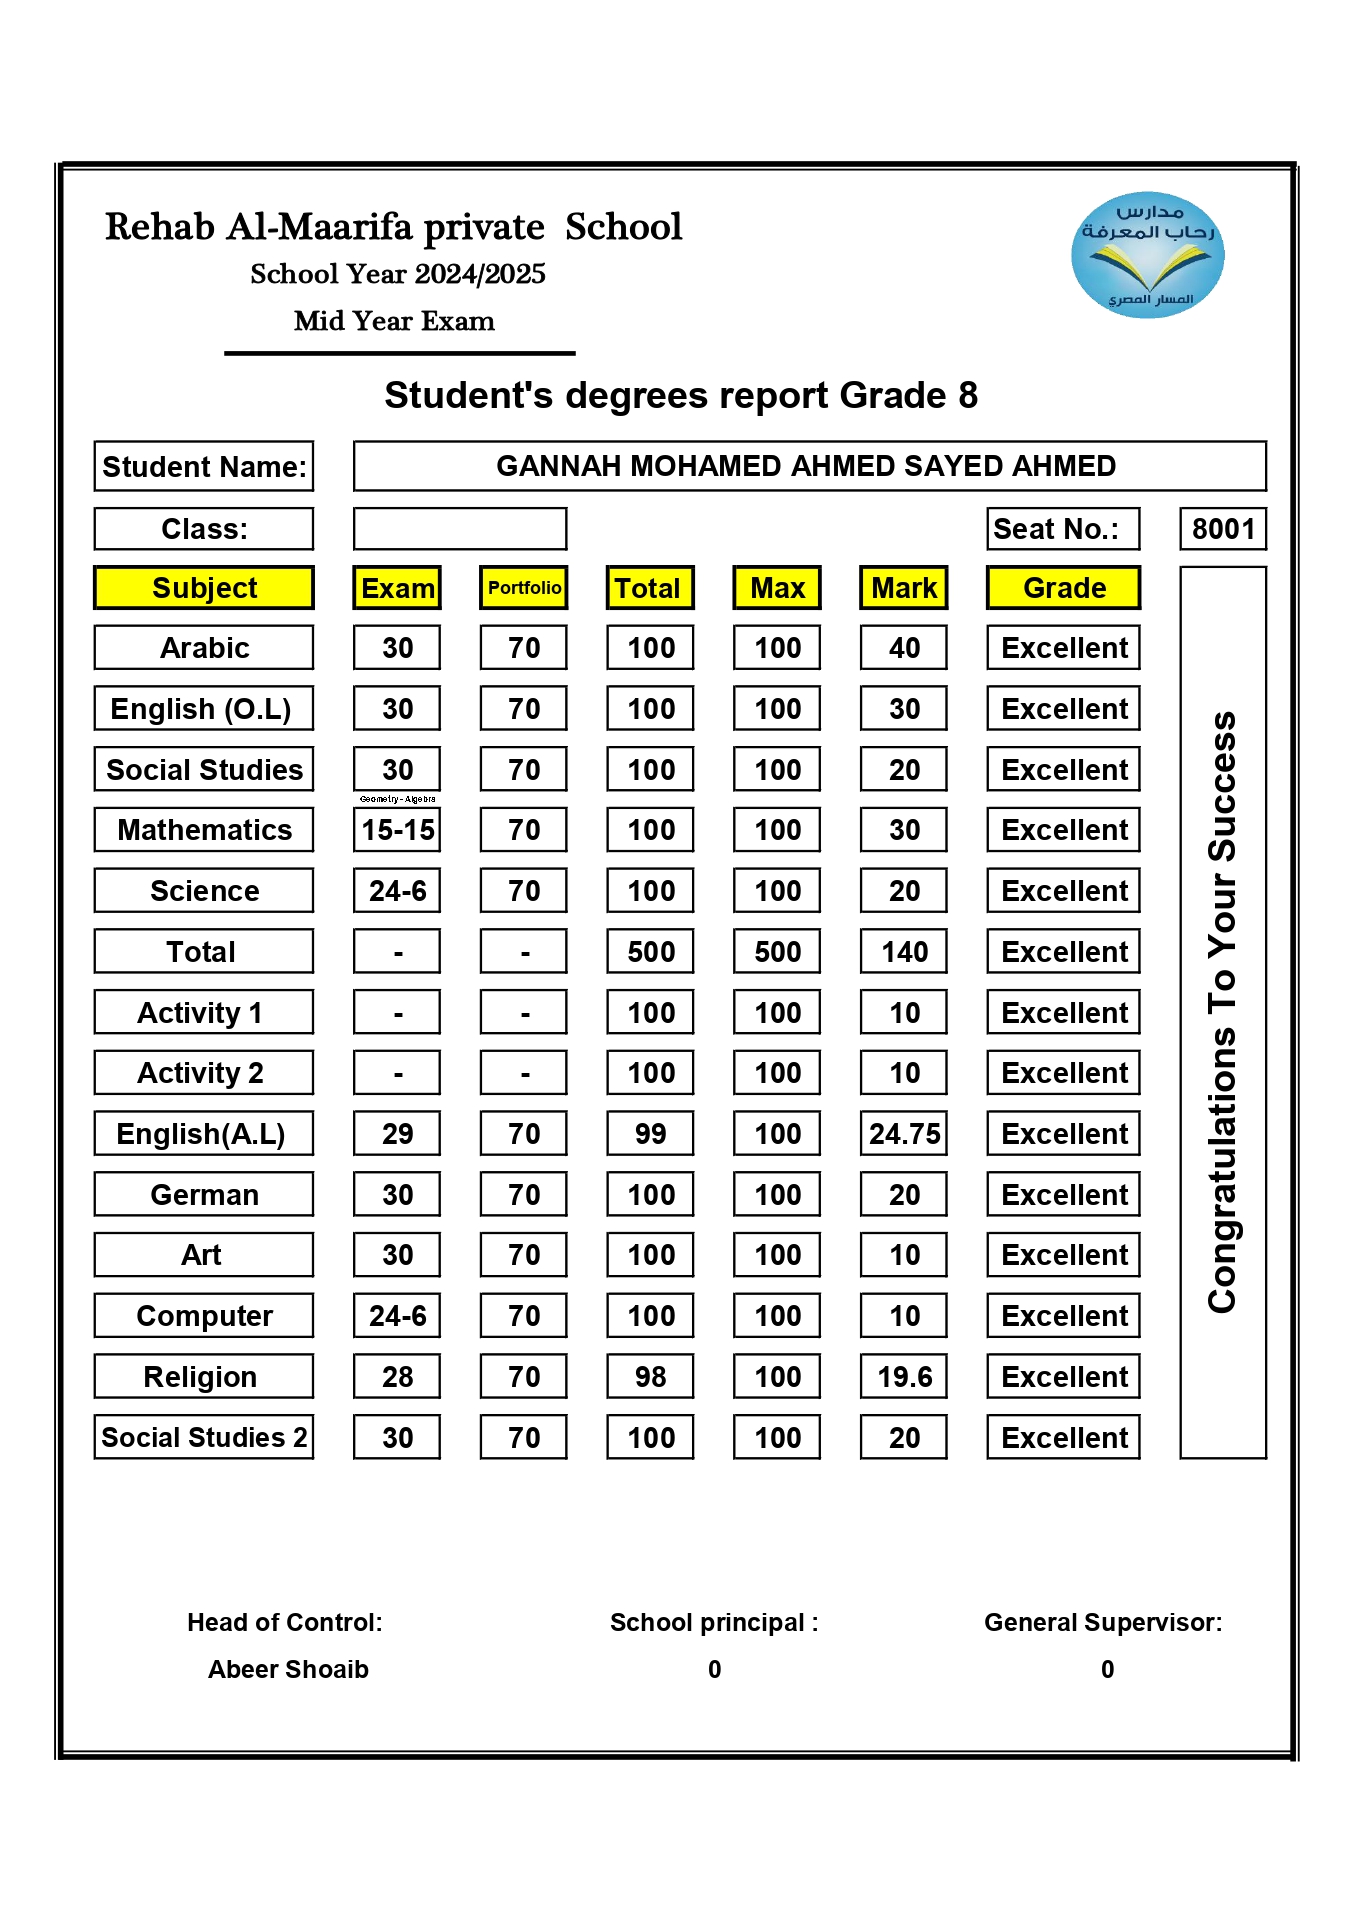 Rehab Al-Maarifa private School
School Year 2024/2025
Mid Year Exam
مدارس
رحاب المعرفة
المسار المصري
Student's degrees report Grade 8
Student Name: GANNAH MOHAMED AHMED SAYED AHMED
Class: Seat No.: 8001
Subject Exam Portfolio Total Max Mark Grade
Arabic 30 70 100 100 40 Excellent
English (O.L) 30 70 100 100 30 Excellent
Social Studies 30 70 100 100 20 Excellent
Geometry - Algebra
Mathematics 15-15 70 100 100 30 Excellent
Science 24-6 70 100 100 20 Excellent
Total - - 500 500 140 Excellent
Activity 1 - - 100 100 10 Excellent
Activity 2 - - 100 100 10 Excellent
English(A.L) 29 70 99 100 24.75 Excellent
German 30 70 100 100 20 Excellent
Art 30 70 100 100 10 Excellent
Computer 24-6 70 100 100 10 Excellent
Religion 28 70 98 100 19.6 Excellent
Social Studies 2 30 70 100 100 20 Excellent
Congratulations To Your Success
Head of Control: School principal : General Supervisor:
Abeer Shoaib 0 0